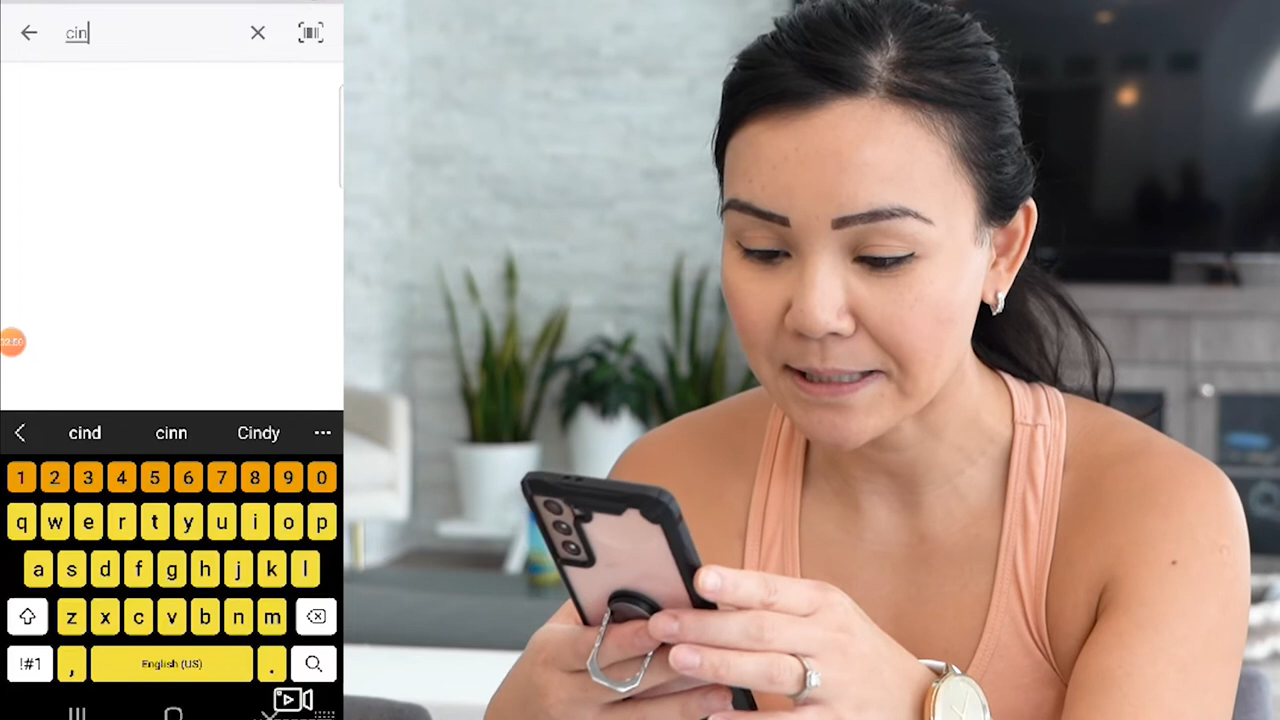 cin
cind cinn Cindy
1 2 3 4 5 6 7 8 9 0
q w e r t y u i o p
a s d f g h j k l
z x c v b n m
!#1 , English (US) .